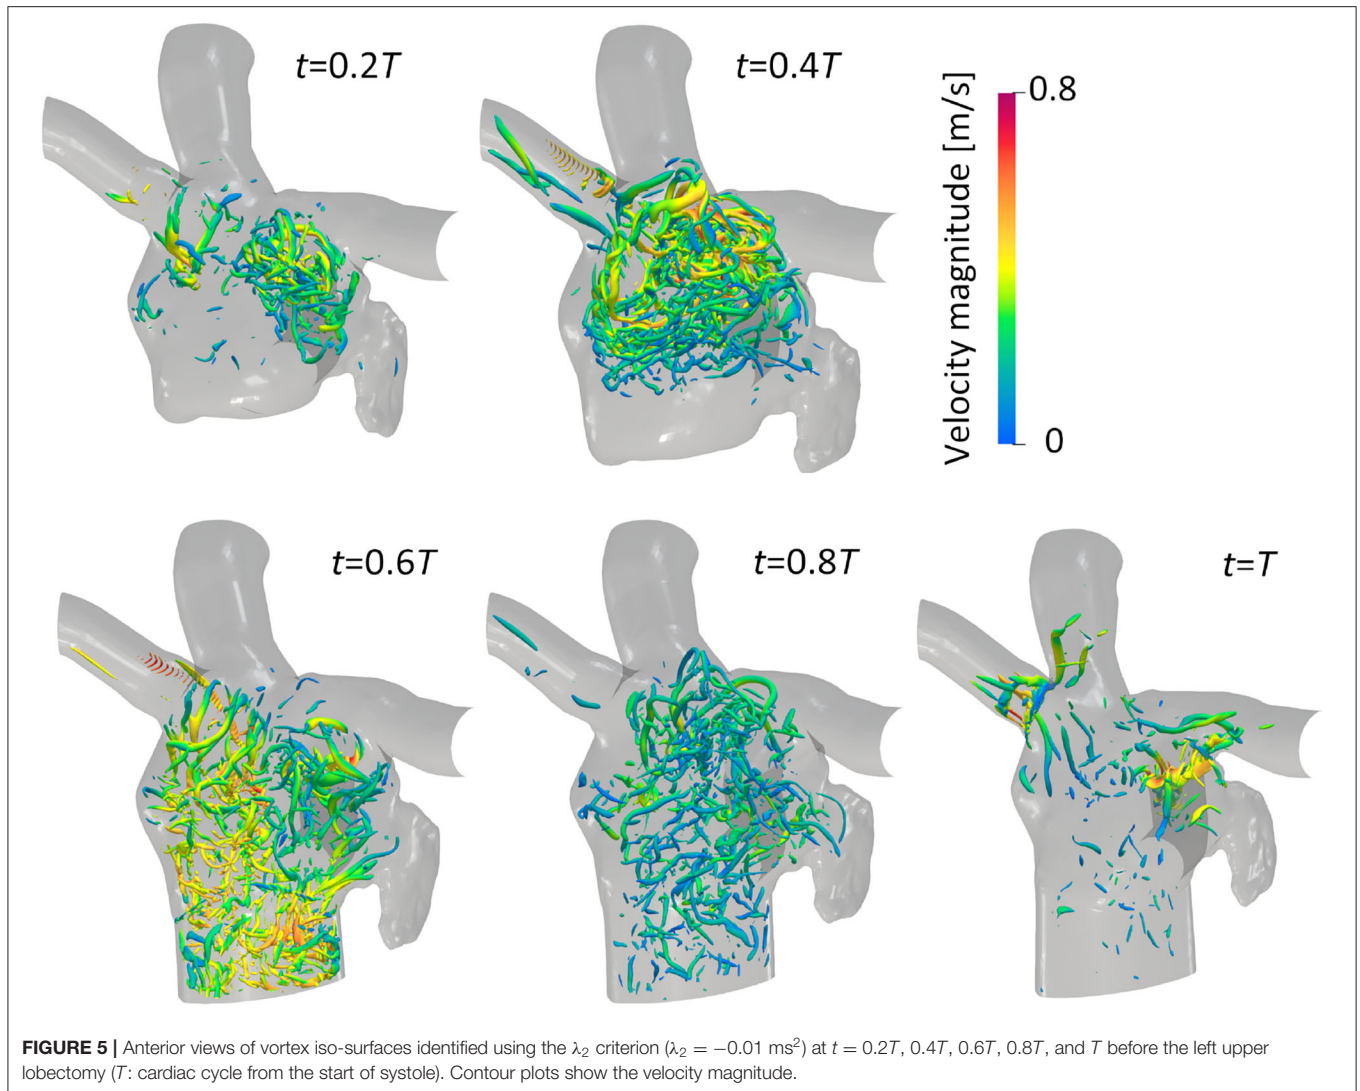 t=0.2T
t=0.4T
Velocity magnitude [m/s]
0.8
0
t=0.6T
t=0.8T
t=T
FIGURE 5 | Anterior views of vortex iso-surfaces identified using the λ₂ criterion (λ₂ = −0.01 ms²) at t = 0.2T, 0.4T, 0.6T, 0.8T, and T before the left upper
lobectomy (T: cardiac cycle from the start of systole). Contour plots show the velocity magnitude.